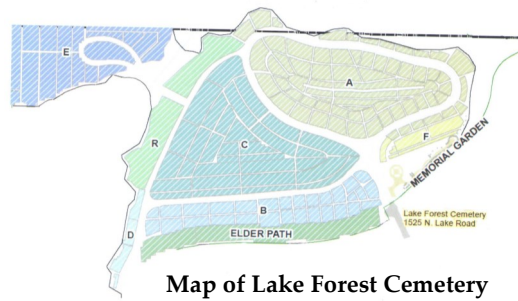 E
A
F
R
C
MEMORIAL GARDEN
B
Lake Forest Cemetery
1525 N. Lake Road
D
ELDER PATH
Map of Lake Forest Cemetery